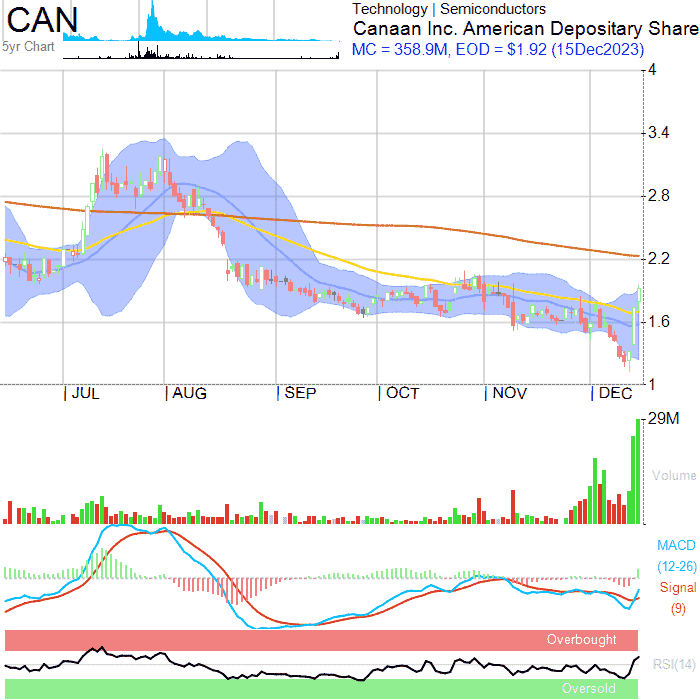 CAN
5yr Chart
Technology | Semiconductors
Canaan Inc. American Depositary Share
MC = 358.9M, EOD = $1.92 (15Dec2023)
4
3.4
2.8
2.2
1.6
1
JUL AUG SEP OCT NOV DEC
29M
Volume
MACD
(12-26)
Signal
(9)
Overbought
RSI(14)
Oversold